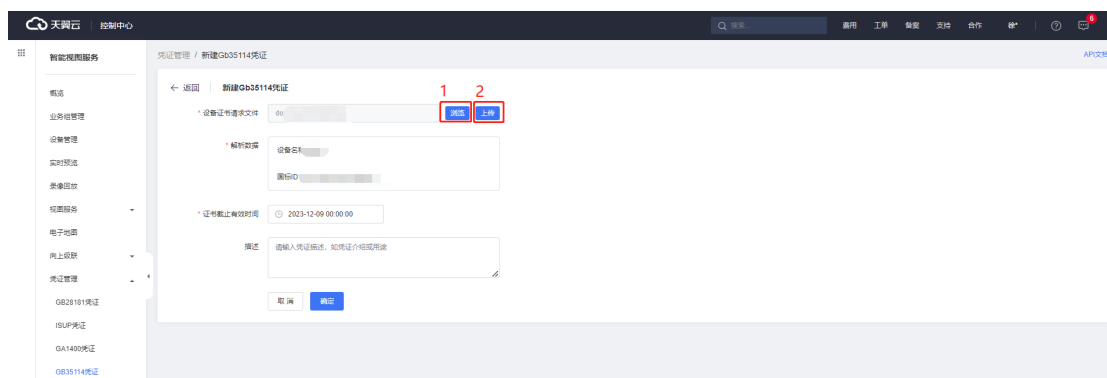 天翼云 控制中心 搜索... 费用 工单 备案 支持 合作 徐* 6
智能视图服务
凭证管理 / 新建Gb35114凭证 API文档
概览
业务组管理
设备管理
实时预览
录像回放
视图服务
电子地图
向上级联
凭证管理
GB28181凭证
ISUP凭证
GA1400凭证
GB35114凭证
← 返回 新建Gb35114凭证
1 2
* 设备证书请求文件 do 浏览 上传
* 解析数据 设备名称
国标ID
* 证书截止有效时间 2023-12-09 00:00:00
描述 请输入凭证描述，如凭证介绍或用途
取消 确定